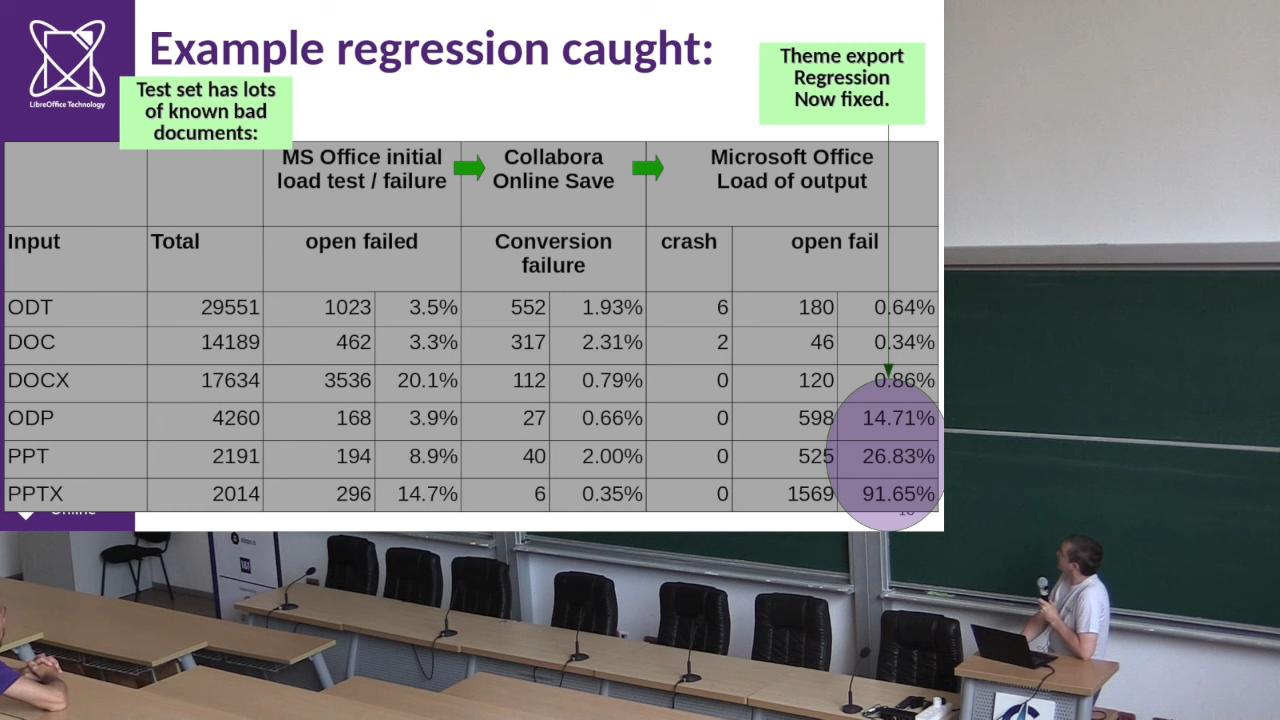 LibreOffice Technology
Example regression caught:
Theme export
Regression
Now fixed.
Test set has lots
of known bad
documents:
MS Office initial
load test / failure
Collabora
Online Save
Microsoft Office
Load of output
Input Total open failed Conversion
failure crash open fail
ODT 29551 1023 3.5% 552 1.93% 6 180 0.64%
DOC 14189 462 3.3% 317 2.31% 2 46 0.34%
DOCX 17634 3536 20.1% 112 0.79% 0 120 0.86%
ODP 4260 168 3.9% 27 0.66% 0 598 14.71%
PPT 2191 194 8.9% 40 2.00% 0 525 26.83%
PPTX 2014 296 14.7% 6 0.35% 0 1569 91.65%